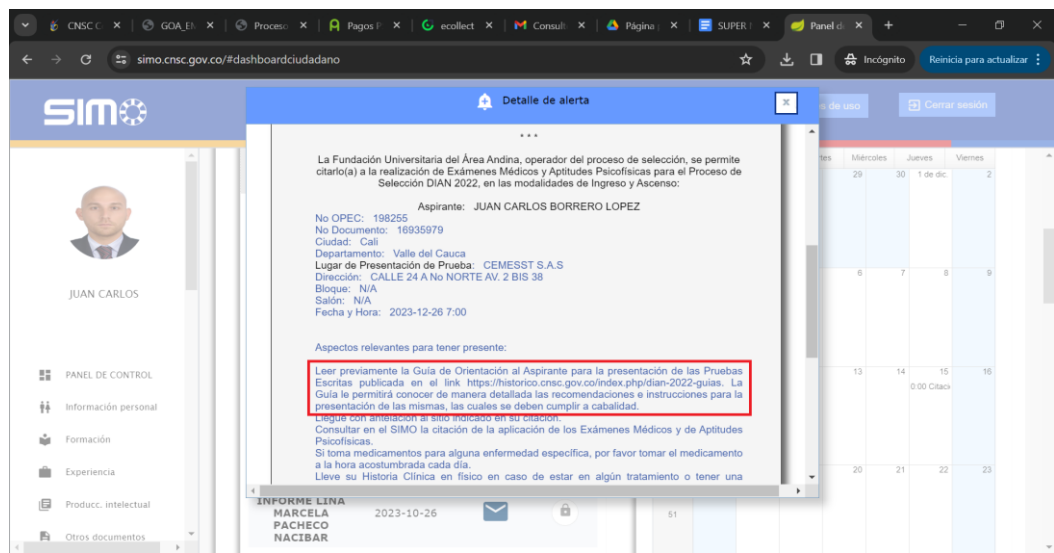 CNSC C
GOA_EN
Proceso
Pagos P
ecollect
Consult
Página
SUPER
Panel d
simo.cnsc.gov.co/#dashboardciudadano
Incógnito
Reinicia para actualizar
SIMO
Detalle de alerta
x
s de uso
Cerrar sesión
...
La Fundación Universitaria del Área Andina, operador del proceso de selección, se permite
citarlo(a) a la realización de Exámenes Médicos y Aptitudes Psicofísicas para el Proceso de
Selección DIAN 2022, en las modalidades de Ingreso y Ascenso:
Aspirante: JUAN CARLOS BORRERO LOPEZ
No OPEC: 198255
No Documento: 16935979
Ciudad: Cali
Departamento: Valle del Cauca
Lugar de Presentación de Prueba: CEMESST S.A.S
Dirección: CALLE 24 A No NORTE AV. 2 BIS 38
Bloque: N/A
Salón: N/A
Fecha y Hora: 2023-12-26 7:00
Aspectos relevantes para tener presente:
Leer previamente la Guía de Orientación al Aspirante para la presentación de las Pruebas
Escritas publicada en el link https://historico.cnsc.gov.co/index.php/dian-2022-guias. La
Guía le permitirá conocer de manera detallada las recomendaciones e instrucciones para la
presentación de las mismas, las cuales se deben cumplir a cabalidad.
Llegue con antelación al sitio indicado en su citación.
Consultar en el SIMO la citación de la aplicación de los Exámenes Médicos y de Aptitudes
Psicofísicas.
Si toma medicamentos para alguna enfermedad específica, por favor tomar el medicamento
a la hora acostumbrada cada día.
Lleve su Historia Clínica en físico en caso de estar en algún tratamiento o tener una
JUAN CARLOS
PANEL DE CONTROL
Información personal
Formación
Experiencia
Producc. intelectual
Otros documentos
INFORME LINA
MARCELA
PACHECO
NACIBAR
2023-10-26
tes
Miércoles
Jueves
Viernes
29
30
1 de dic.
2
6
7
8
9
13
14
15
16
0:00 Citaci
20
21
22
23
51